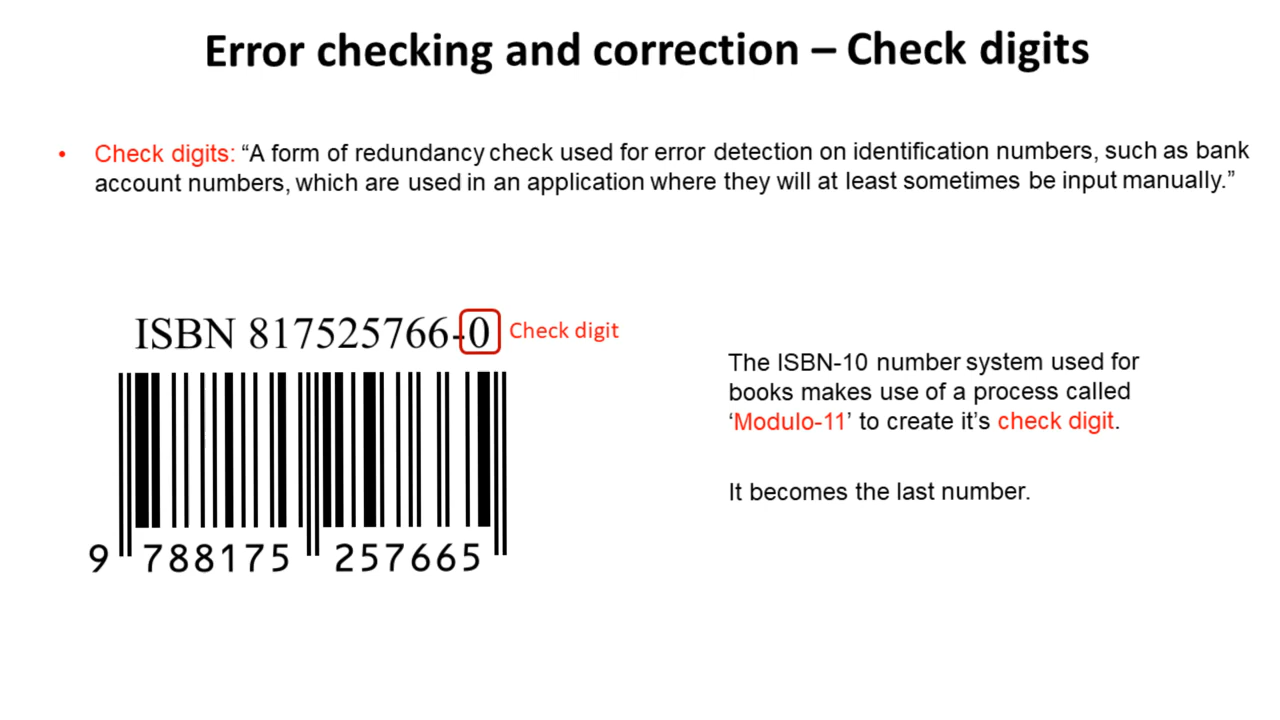 Error checking and correction – Check digits
• Check digits: “A form of redundancy check used for error detection on identification numbers, such as bank
account numbers, which are used in an application where they will at least sometimes be input manually.”
ISBN 817525766-0 Check digit
9 788175 257665
The ISBN-10 number system used for
books makes use of a process called
‘Modulo-11’ to create it’s check digit.
It becomes the last number.